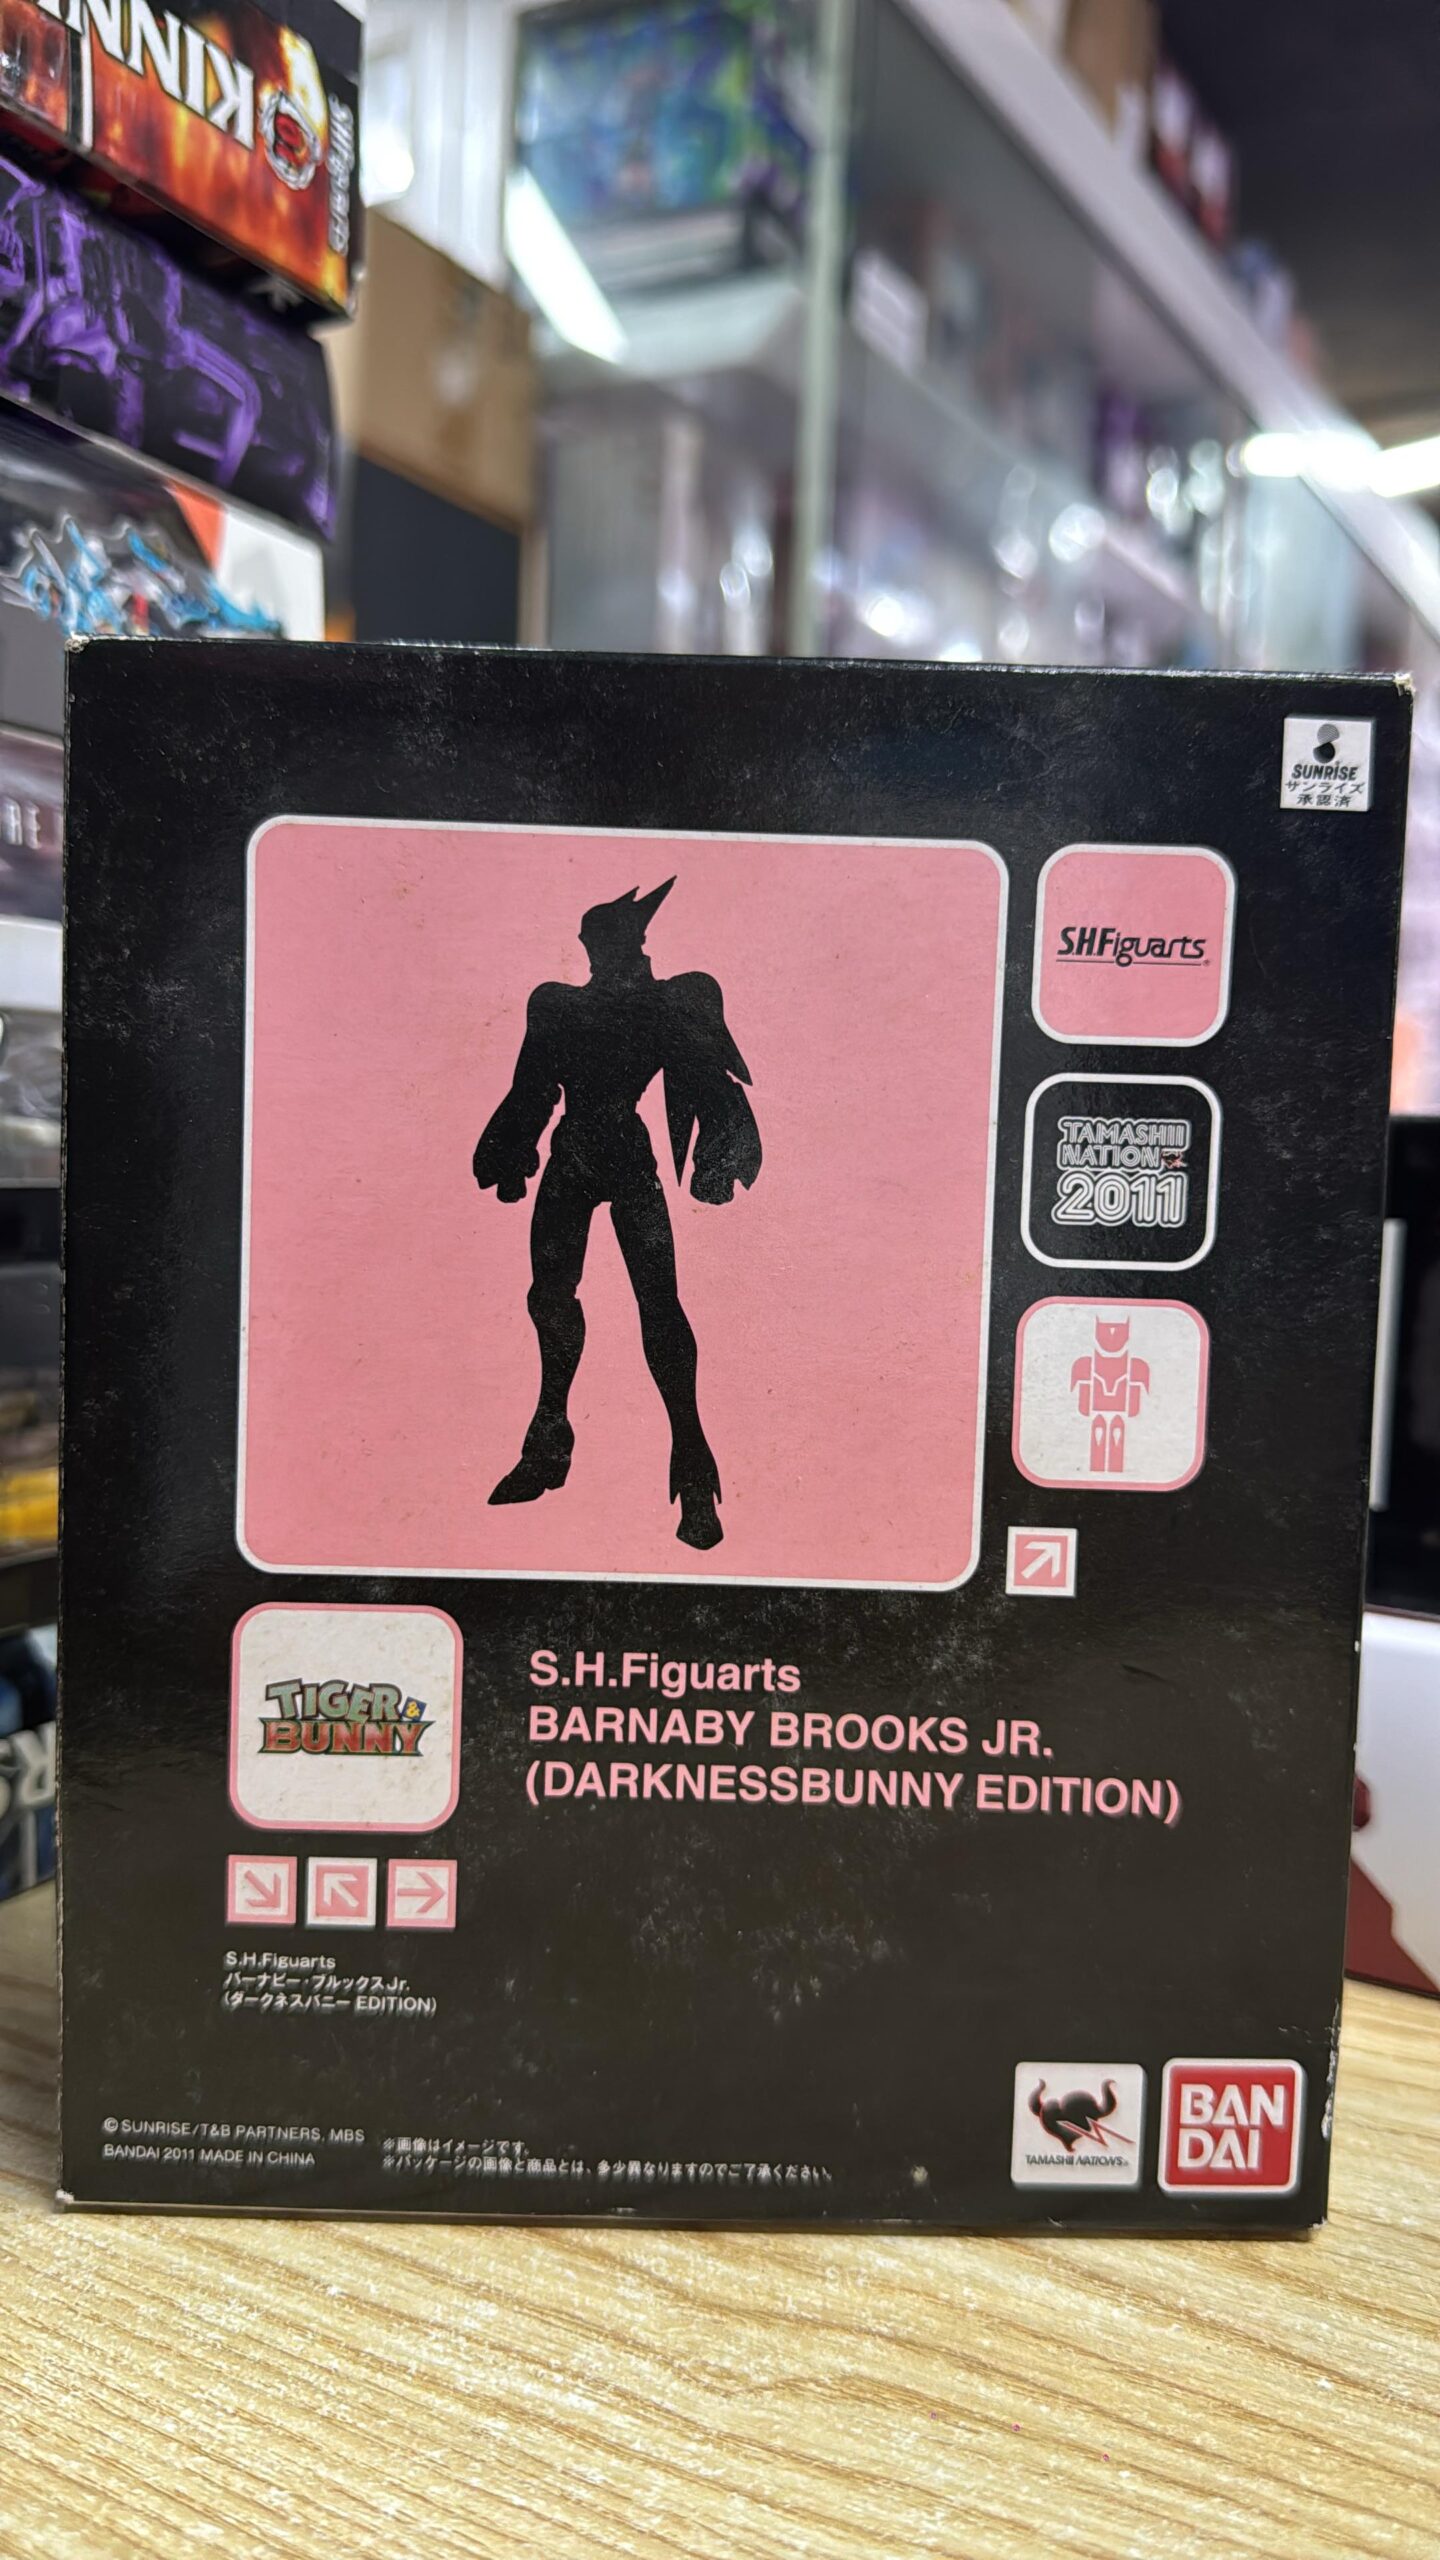 KINN
SUNRISE
サンライズ
承認済
S.H.Figuarts
TAMASHII
NATION
2011
TIGER &
BUNNY
S.H.Figuarts
BARNABY BROOKS JR.
(DARKNESSBUNNY EDITION)
S.H.Figuarts
バーナビー・ブルックスJr.
(ダークネスバニー EDITION)
©SUNRISE/T&B PARTNERS, MBS
BANDAI 2011 MADE IN CHINA
※画像はイメージです。
※パッケージの画像と商品とは、多少異なりますのでご了承ください。
TAMASHII NATIONS
BAN
DAI